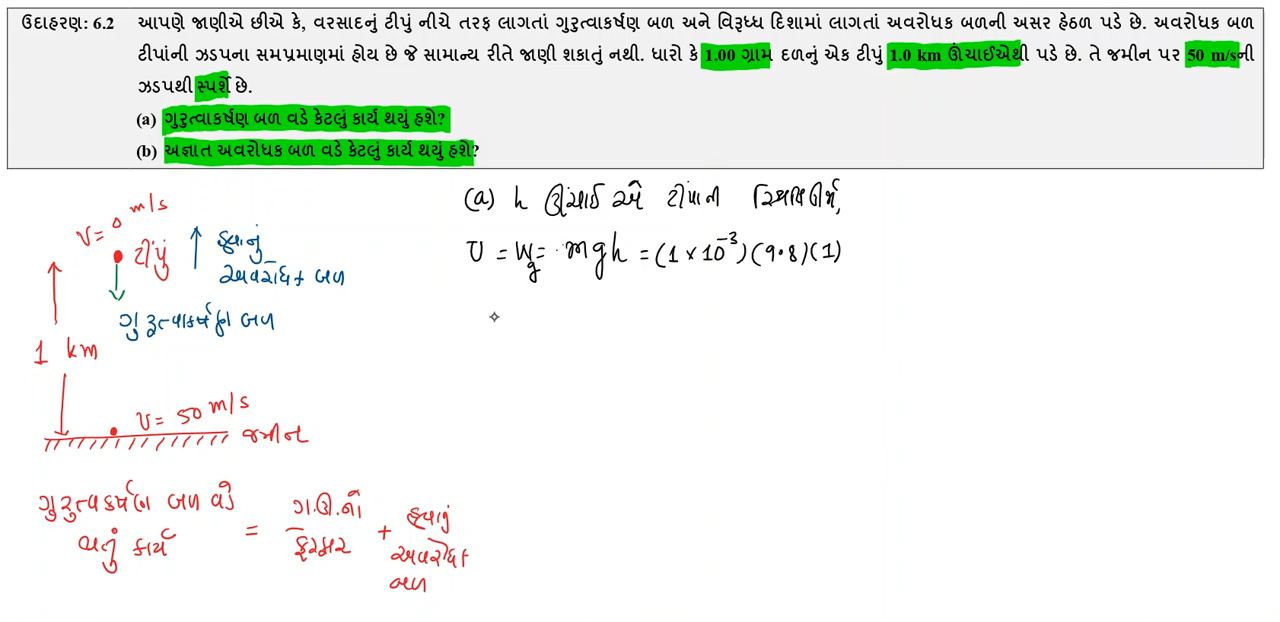 ઉદાહરણ: 6.2 આપણે જાણીએ છીએ કે, વરસાદનું ટીપું નીચે તરફ લાગતાં ગુરુત્વાકર્ષણ બળ અને વિરૂધ્ધ દિશામાં લાગતાં અવરોધક બળની અસર હેઠળ પડે છે. અવરોધક બળ
ટીપાંની ઝડપના સમપ્રમાણમાં હોય છે જે સામાન્ય રીતે જાણી શકાતું નથી. ધારો કે 1.00 ગ્રામ દળનું એક ટીપું 1.0 km ઊંચાઈએથી પડે છે. તે જમીન પર 50 m/sની
ઝડપથી સ્પર્શે છે.
(a) ગુરુત્વાકર્ષણ બળ વડે કેટલું કાર્ય થયું હશે?
(b) અજ્ઞાત અવરોધક બળ વડે કેટલું કાર્ય થયું હશે?
v = 0 m/s
ટીપું
હવાનું
અવરોધક બળ
ગુરૂત્વાકર્ષણ બળ
1 km
v = 50 m/s
જમીન
ગુરુત્વાકર્ષણ બળ વડે
થતું કાર્ય = ગ.ઊ.નો
ફેરફાર + હવાનું
અવરોધક
બળ
(a) h ઊંચાઈ એ ટીપાની સ્થિતિઊર્જા,
U = Wg = mgh = (1 × 10⁻³) (9.8) (1)